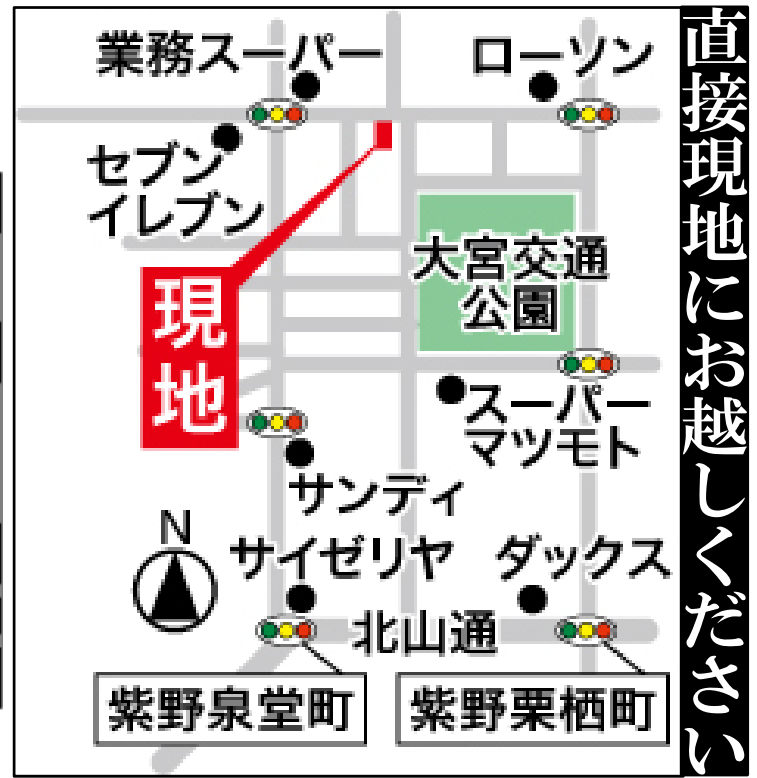 直接現地にお越しください
業務スーパー
ローソン
セブン
イレブン
大宮交通
公園
現地
スーパー
マツモト
サンディ
N
サイゼリヤ
ダックス
北山通
紫野泉堂町
紫野栗栖町